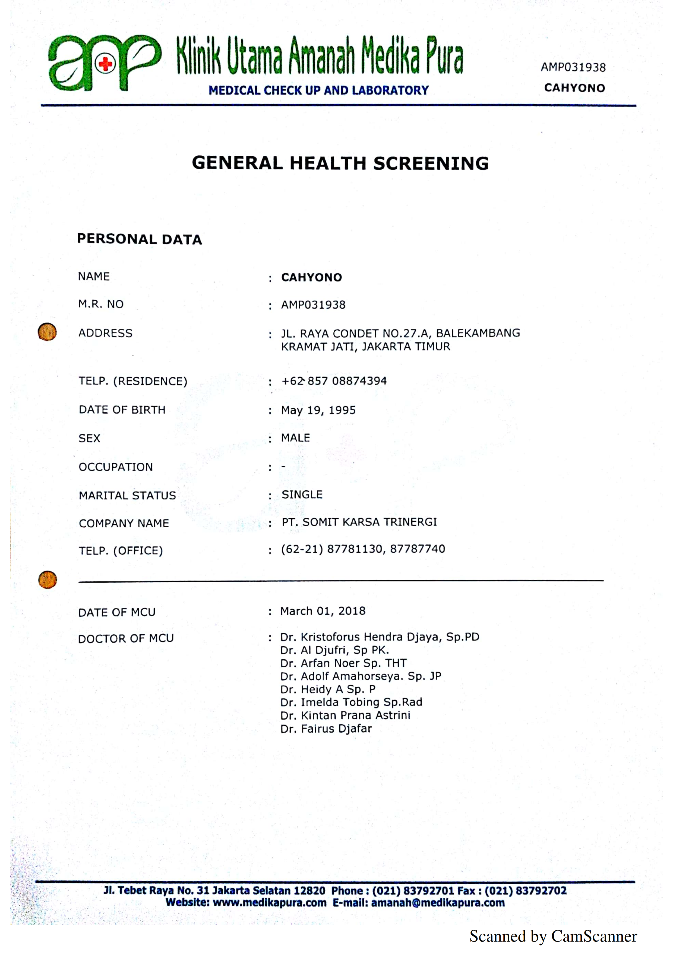 app Klinik Utama Amanah Medika Pura
MEDICAL CHECK UP AND LABORATORY
AMP031938
CAHYONO
GENERAL HEALTH SCREENING
PERSONAL DATA
NAME : CAHYONO
M.R. NO : AMP031938
ADDRESS : JL. RAYA CONDET NO.27.A, BALEKAMBANG
KRAMAT JATI, JAKARTA TIMUR
TELP. (RESIDENCE) : +62 857 08874394
DATE OF BIRTH : May 19, 1995
SEX : MALE
OCCUPATION : -
MARITAL STATUS : SINGLE
COMPANY NAME : PT. SOMIT KARSA TRINERGI
TELP. (OFFICE) : (62-21) 87781130, 87787740
DATE OF MCU : March 01, 2018
DOCTOR OF MCU : Dr. Kristoforus Hendra Djaya, Sp.PD
Dr. Al Djufri, Sp PK.
Dr. Arfan Noer Sp. THT
Dr. Adolf Amahorseya. Sp. JP
Dr. Heidy A Sp. P
Dr. Imelda Tobing Sp.Rad
Dr. Kintan Prana Astrini
Dr. Fairus Djafar
Jl. Tebet Raya No. 31 Jakarta Selatan 12820 Phone : (021) 83792701 Fax : (021) 83792702
Website: www.medikapura.com E-mail: amanah@medikapura.com
Scanned by CamScanner